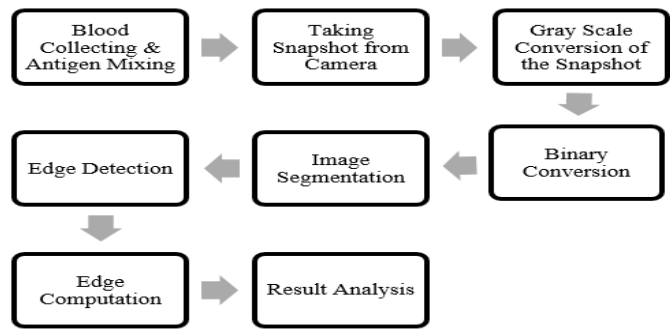 Blood
Collecting &
Antigen Mixing
Taking
Snapshot from
Camera
Gray Scale
Conversion of
the Snapshot
Binary
Conversion
Image
Segmentation
Edge Detection
Edge
Computation
Result Analysis